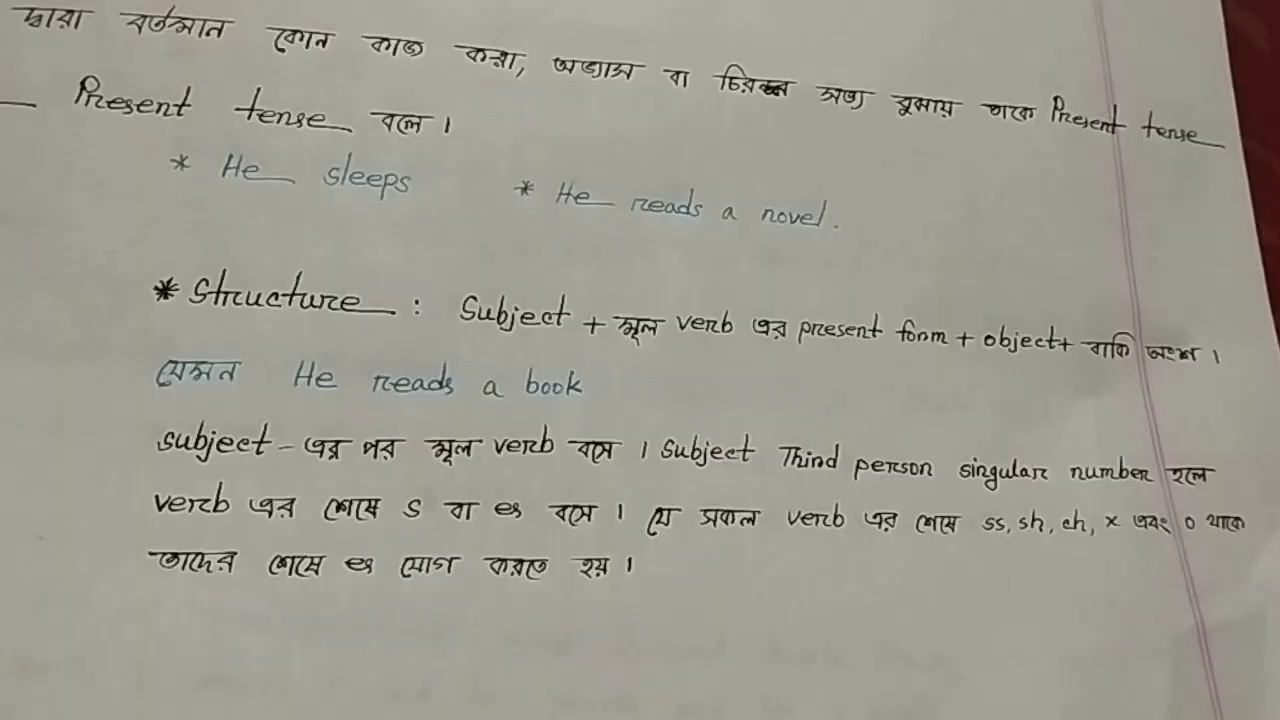 দ্বারা বর্তমান কোন কাজ করা, অভ্যাস বা চিরন্তন সত্য বুঝায় তাকে Present tense
Present tense বলে।
* He sleeps * He reads a novel.
* Structure : Subject + মূল verb এর present form + object+ বাকি অংশ।
যেমন He reads a book
subject-এর পর মূল verb বসে। Subject Third person singular number হলে
verb এর শেষে s বা es বসে। যে সকল verb এর শেষে ss, sh, ch, x এবং o থাকে
তাদের শেষে es যোগ করতে হয়।